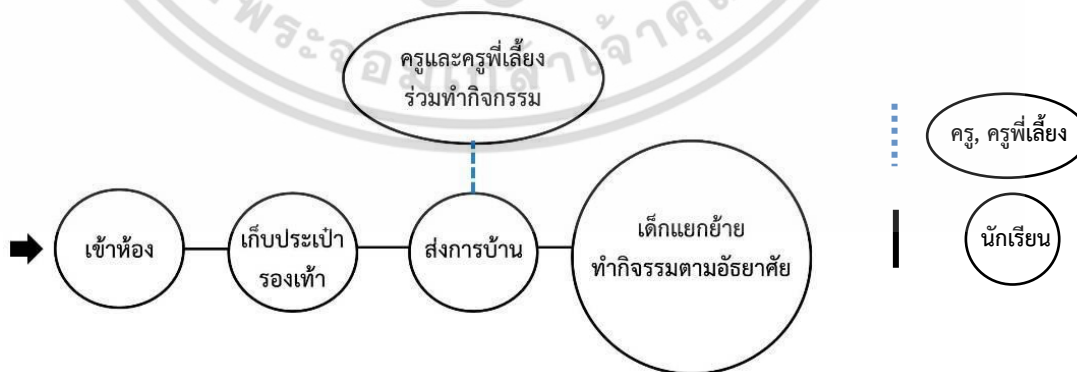 ครูและครูพี่เลี้ยง
ร่วมทำกิจกรรม
เข้าห้อง
เก็บประเป๋า
รองเท้า
ส่งการบ้าน
เด็กแยกย้าย
ทำกิจรรมตามอัธยาศัย
ครู, ครูพี่เลี้ยง
นักเรียน